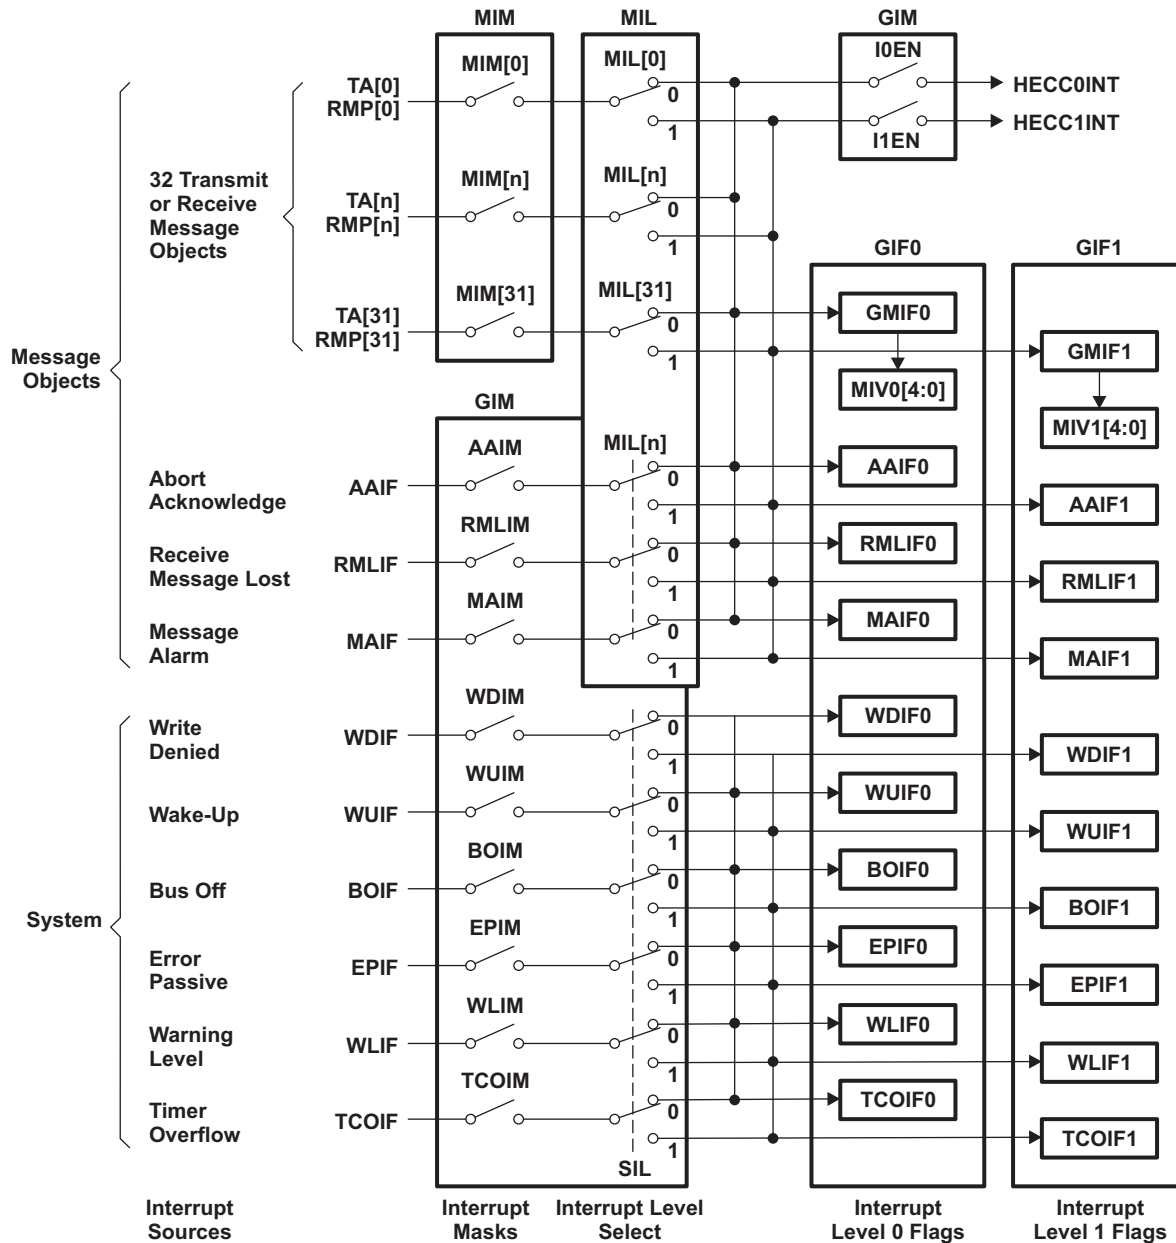 MIM
MIL
GIM
MIM[0]
MIL[0]
I0EN
TA[0]
RMP[0]
0
1
HECC0INT
HECC1INT
I1EN
32 Transmit
or Receive
Message
Objects
MIM[n]
MIL[n]
TA[n]
RMP[n]
0
1
GIF0
GIF1
MIM[31]
MIL[31]
TA[31]
RMP[31]
0
1
GMIF0
GMIF1
Message
Objects
MIV0[4:0]
MIV1[4:0]
GIM
AAIM
MIL[n]
Abort
Acknowledge
AAIF
0
1
AAIF0
AAIF1
RMLIM
Receive
Message Lost
RMLIF
0
1
RMLIF0
RMLIF1
MAIM
Message
Alarm
MAIF
0
1
MAIF0
MAIF1
WDIM
Write
Denied
WDIF
0
1
WDIF0
WDIF1
WUIM
Wake-Up
WUIF
0
1
WUIF0
WUIF1
BOIM
Bus Off
BOIF
0
1
BOIF0
BOIF1
System
EPIM
Error
Passive
EPIF
0
1
EPIF0
EPIF1
WLIM
Warning
Level
WLIF
0
1
WLIF0
WLIF1
TCOIM
Timer
Overflow
TCOIF
0
1
TCOIF0
TCOIF1
SIL
Interrupt
Sources
Interrupt
Masks
Interrupt Level
Select
Interrupt
Level 0 Flags
Interrupt
Level 1 Flags